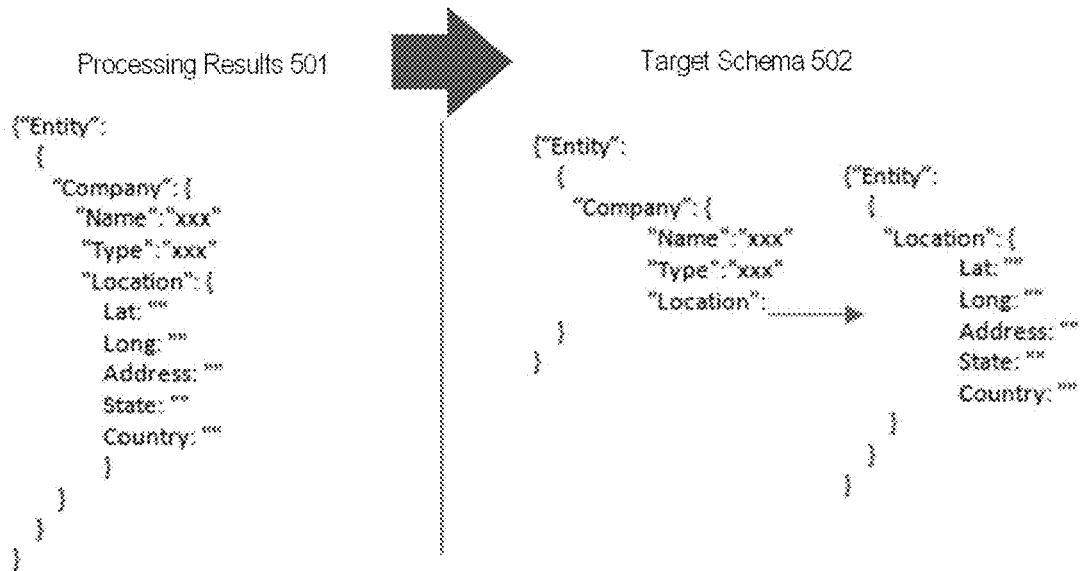 Processing Results 501
{"Entity":
{
"Company": {
"Name":"xxx"
"Type":"xxx"
"Location": {
Lat: ""
Long: ""
Address: ""
State: ""
Country: ""
}
}
}
}
Target Schema 502
{"Entity":
{
"Company": {
"Name":"xxx"
"Type":"xxx"
"Location":
}
}
{"Entity":
{
"Location": {
Lat: ""
Long: ""
Address: ""
State: ""
Country: ""
}
}
}